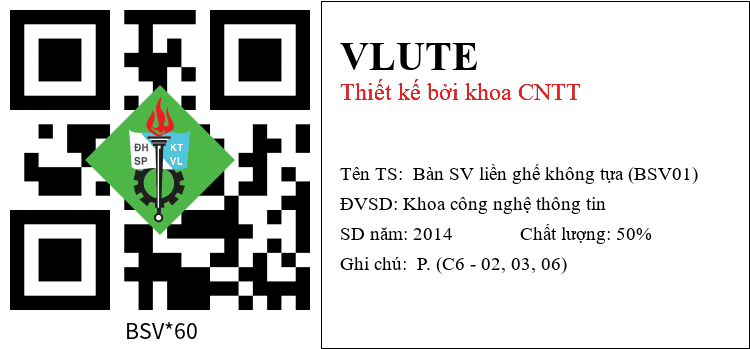 ĐH KT
SP VL
BSV*60
VLUTE
Thiết kế bởi khoa CNTT
Tên TS: Bàn SV liền ghế không tựa (BSV01)
ĐVSD: Khoa công nghệ thông tin
SD năm: 2014 Chất lượng: 50%
Ghi chú: P. (C6 - 02, 03, 06)